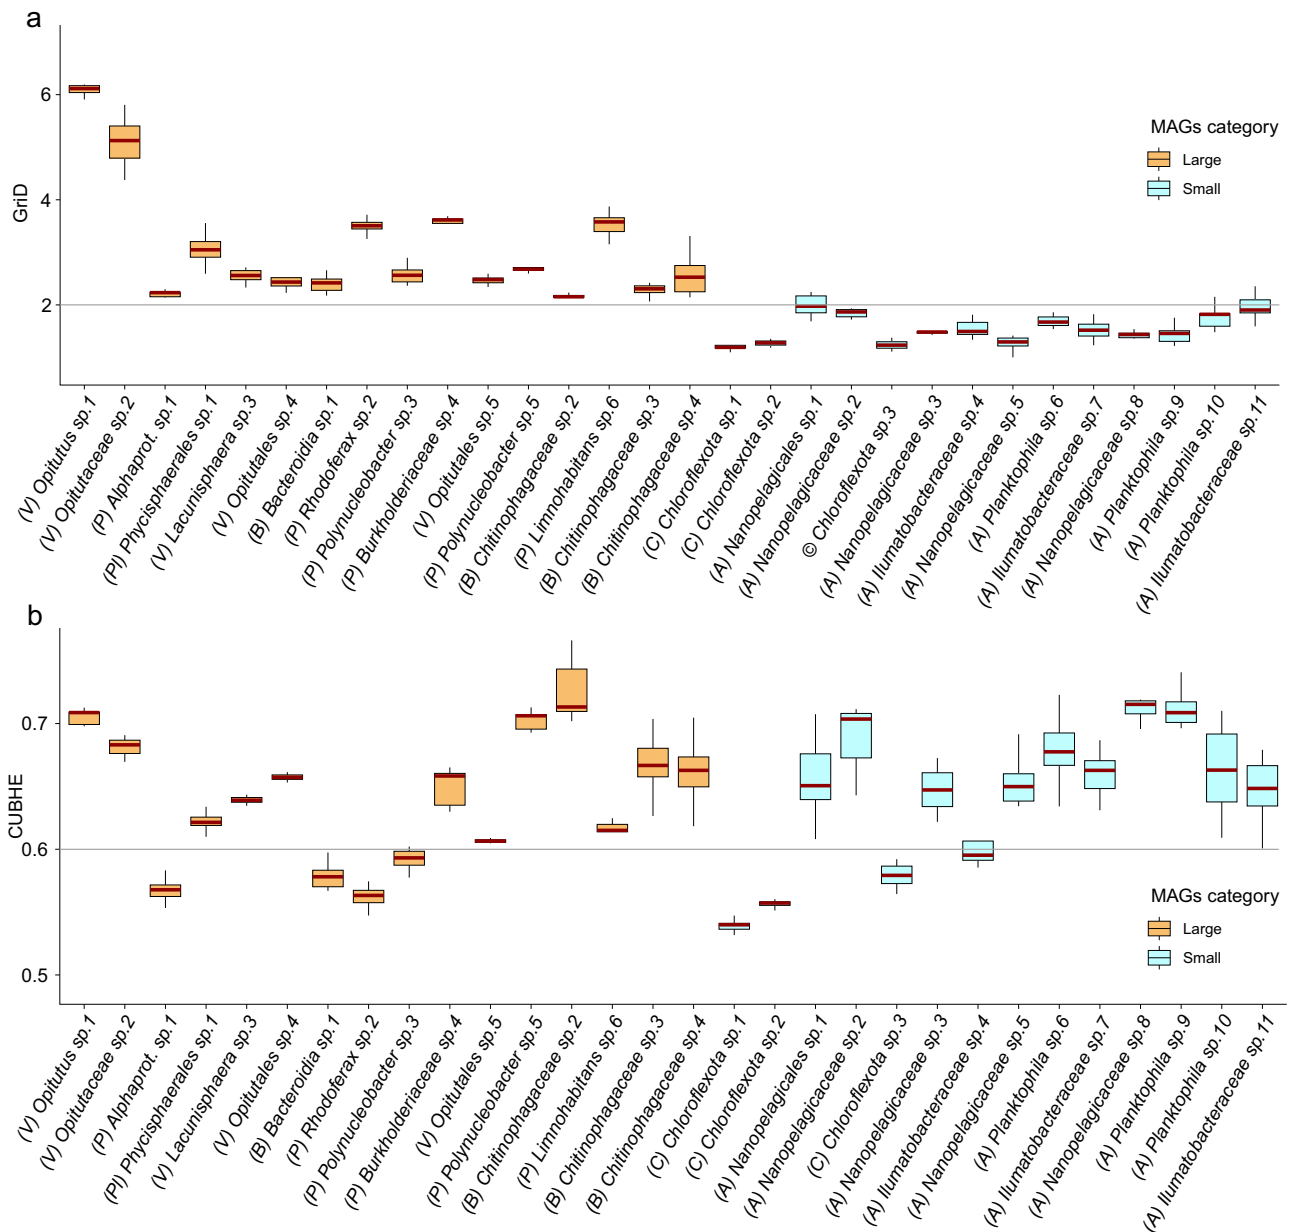 a
6
4
2
GriD
MAGs category
Large
Small
(V) Opitutus sp.1
(V) Opitutaceae sp.2
(P) Alphaprot. sp.1
(Pl) Phycisphaerales sp.1
(V) Lacunisphaera sp.3
(V) Opitutales sp.4
(B) Bacteroidia sp.1
(P) Rhodoferax sp.2
(P) Polynucleobacter sp.3
(P) Burkholderiaceae sp.4
(V) Opitutales sp.5
(P) Polynucleobacter sp.5
(B) Chitinophagaceae sp.2
(P) Limnohabitans sp.6
(B) Chitinophagaceae sp.3
(B) Chitinophagaceae sp.4
(C) Chloroflexota sp.1
(C) Chloroflexota sp.2
(A) Nanopelagicales sp.1
(A) Nanopelagicaceae sp.2
© Chloroflexota sp.3
(A) Nanopelagicaceae sp.3
(A) Ilumatobacteraceae sp.4
(A) Nanopelagicaceae sp.5
(A) Planktophila sp.6
(A) Ilumatobacteraceae sp.7
(A) Nanopelagicaceae sp.8
(A) Planktophila sp.9
(A) Planktophila sp.10
(A) Ilumatobacteraceae sp.11
b
0.7
0.6
0.5
CUBHE
MAGs category
Large
Small
(V) Opitutus sp.1
(V) Opitutaceae sp.2
(P) Alphaprot. sp.1
(Pl) Phycisphaerales sp.1
(V) Lacunisphaera sp.3
(V) Opitutales sp.4
(B) Bacteroidia sp.1
(P) Rhodoferax sp.2
(P) Polynucleobacter sp.3
(P) Burkholderiaceae sp.4
(V) Opitutales sp.5
(P) Polynucleobacter sp.5
(B) Chitinophagaceae sp.2
(P) Limnohabitans sp.6
(B) Chitinophagaceae sp.3
(B) Chitinophagaceae sp.4
(C) Chloroflexota sp.1
(C) Chloroflexota sp.2
(A) Nanopelagicales sp.1
(A) Nanopelagicaceae sp.2
(C) Chloroflexota sp.3
(A) Nanopelagicaceae sp.3
(A) Ilumatobacteraceae sp.4
(A) Nanopelagicaceae sp.5
(A) Planktophila sp.6
(A) Ilumatobacteraceae sp.7
(A) Nanopelagicaceae sp.8
(A) Planktophila sp.9
(A) Planktophila sp.10
(A) Ilumatobacteraceae sp.11